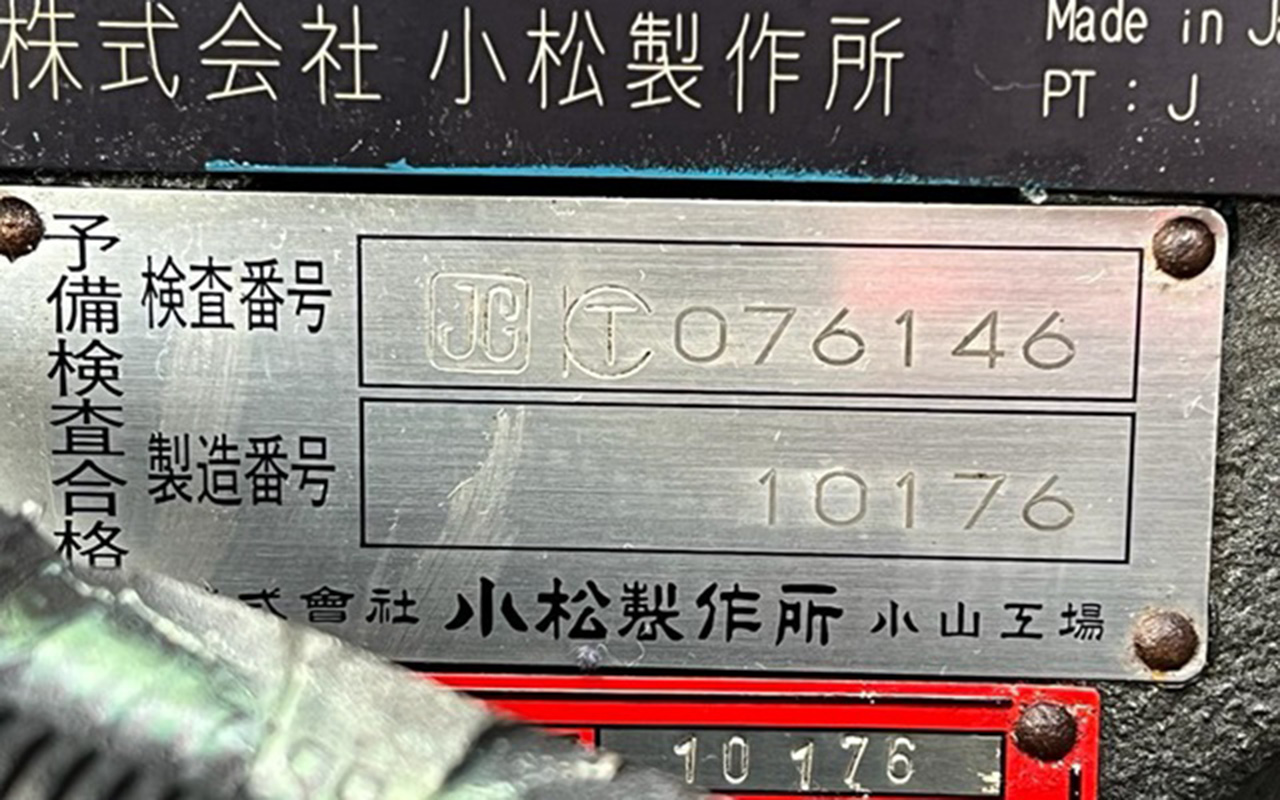 株式会社 小松製作所
Made in J
PT : J
予備検査合格
検査番号 JC T 076146
製造番号 10176
式會社 小松製作所 小山工場
10176